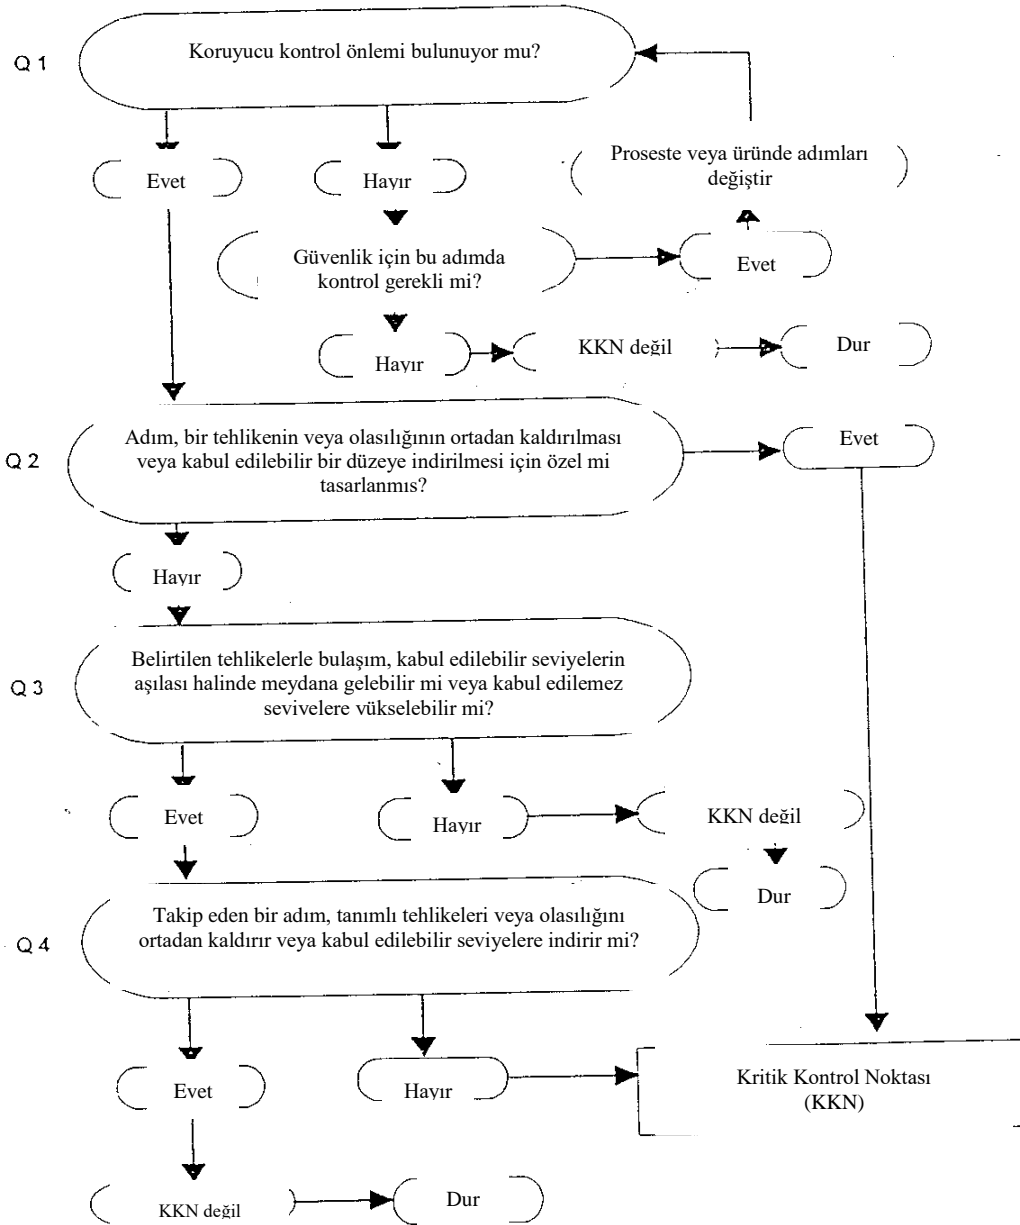 Q 1
Koruyucu kontrol önlemi bulunuyor mu?
Evet
Hayır
Proseste veya üründe adımları
değiştir
Güvenlik için bu adımda
kontrol gerekli mi?
Evet
Hayır
KKN değil
Dur
Q 2
Adım, bir tehlikenin veya olasılığının ortadan kaldırılması
veya kabul edilebilir bir düzeye indirilmesi için özel mi
tasarlanmıs?
Evet
Hayır
Q 3
Belirtilen tehlikelerle bulaşım, kabul edilebilir seviyelerin
aşılası halinde meydana gelebilir mi veya kabul edilemez
sevivelere vükselebilir mi?
Evet
Hayır
KKN değil
Dur
Q 4
Takip eden bir adım, tanımlı tehlikeleri veya olasılığını
ortadan kaldırır veya kabul edilebilir seviyelere indirir mi?
Evet
Hayır
Kritik Kontrol Noktası
(KKN)
KKN değil
Dur